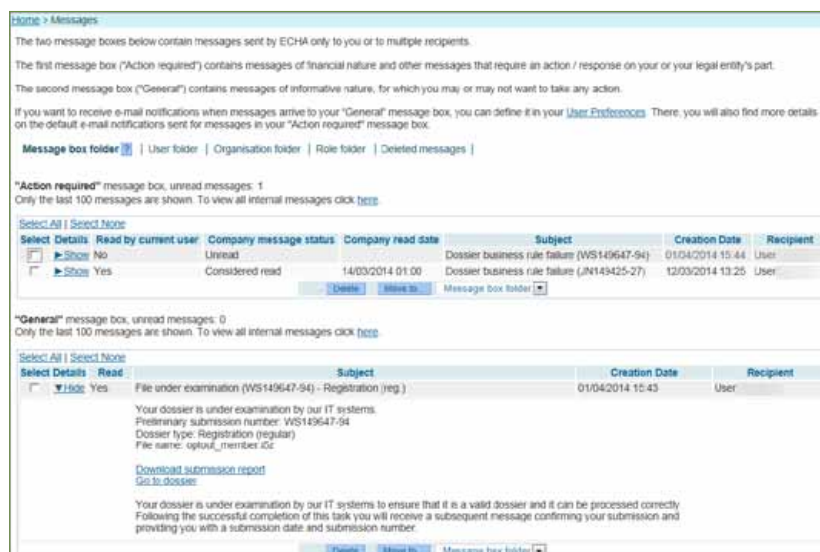 Home > Messages
The two message boxes below contain messages sent by ECHA only to you or to multiple recipients.
The first message box ("Action required") contains messages of financial nature and other messages that require an action / response on your or your legal entity's part.
The second message box ("General") contains messages of informative nature, for which you may or may not want to take any action.
If you want to receive e-mail notifications when messages arrive to your "General" message box, you can define it in your User Preferences. There, you will also find more details
on the default e-mail notifications sent for messages in your "Action required" message box.
Message box folder ? | User folder | Organisation folder | Role folder | Deleted messages |
"Action required" message box, unread messages: 1
Only the last 100 messages are shown. To view all internal messages click here.
Select All | Select None
Select Details Read by current user Company message status Company read date Subject Creation Date Recipient
►Show No Unread Dossier business rule failure (WS149647-94) 01/04/2014 15:44 User
►Show Yes Considered read 14/03/2014 01:00 Dossier business rule failure (JN149425-27) 12/03/2014 13:25 User
Delete Move to... Message box folder
"General" message box, unread messages: 0
Only the last 100 messages are shown. To view all internal messages click here.
Select All | Select None
Select Details Read Subject Creation Date Recipient
▼Hide Yes File under examination (WS149647-94) - Registration (reg.) 01/04/2014 15:43 User
Your dossier is under examination by our IT systems.
Preliminary submission number: WS149647-94
Dossier type: Registration (regular)
File name: optout_member.i5z
Download submission report
Go to dossier
Your dossier is under examination by our IT systems to ensure that it is a valid dossier and it can be processed correctly
Following the successful completion of this task you will receive a subsequent message confirming your submission and
providing you with a submission date and submission number.
Delete Move to... Message box folder